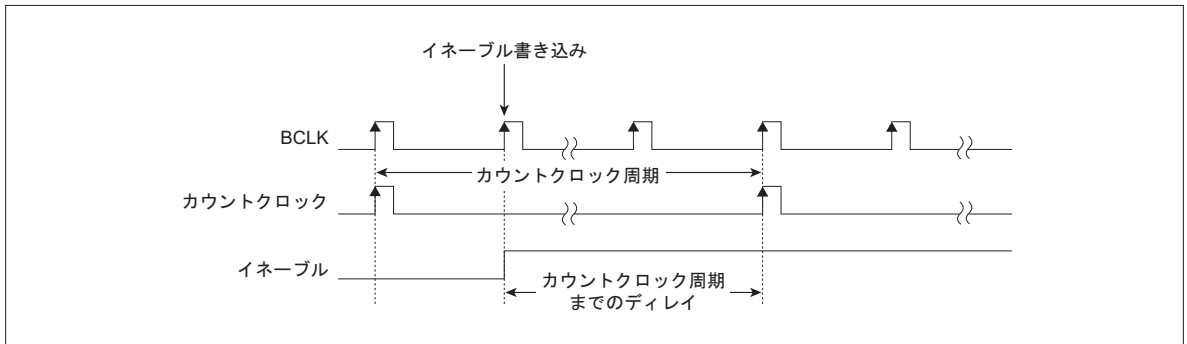 イネーブル書き込み
BCLK
カウントクロック周期
カウントクロック
イネーブル
カウントクロック周期
までのディレイ